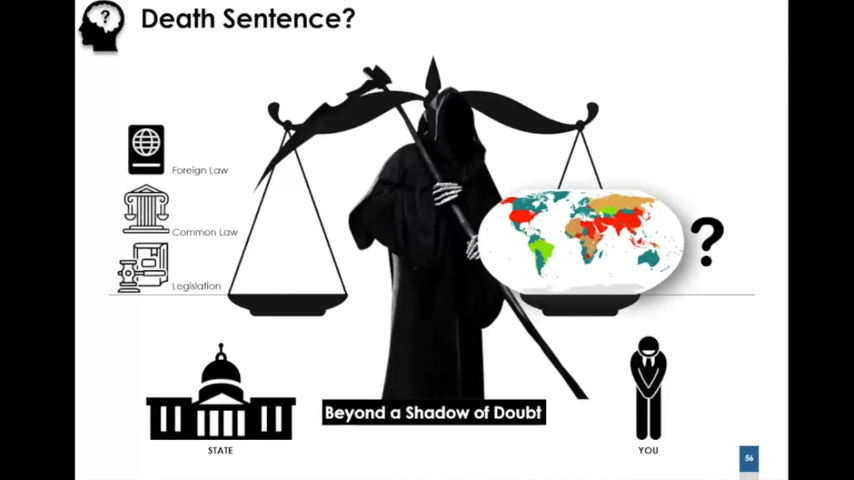 ?
Death Sentence?
Foreign Law
Common Law
Legislation
?
Beyond a Shadow of Doubt
STATE
YOU
56